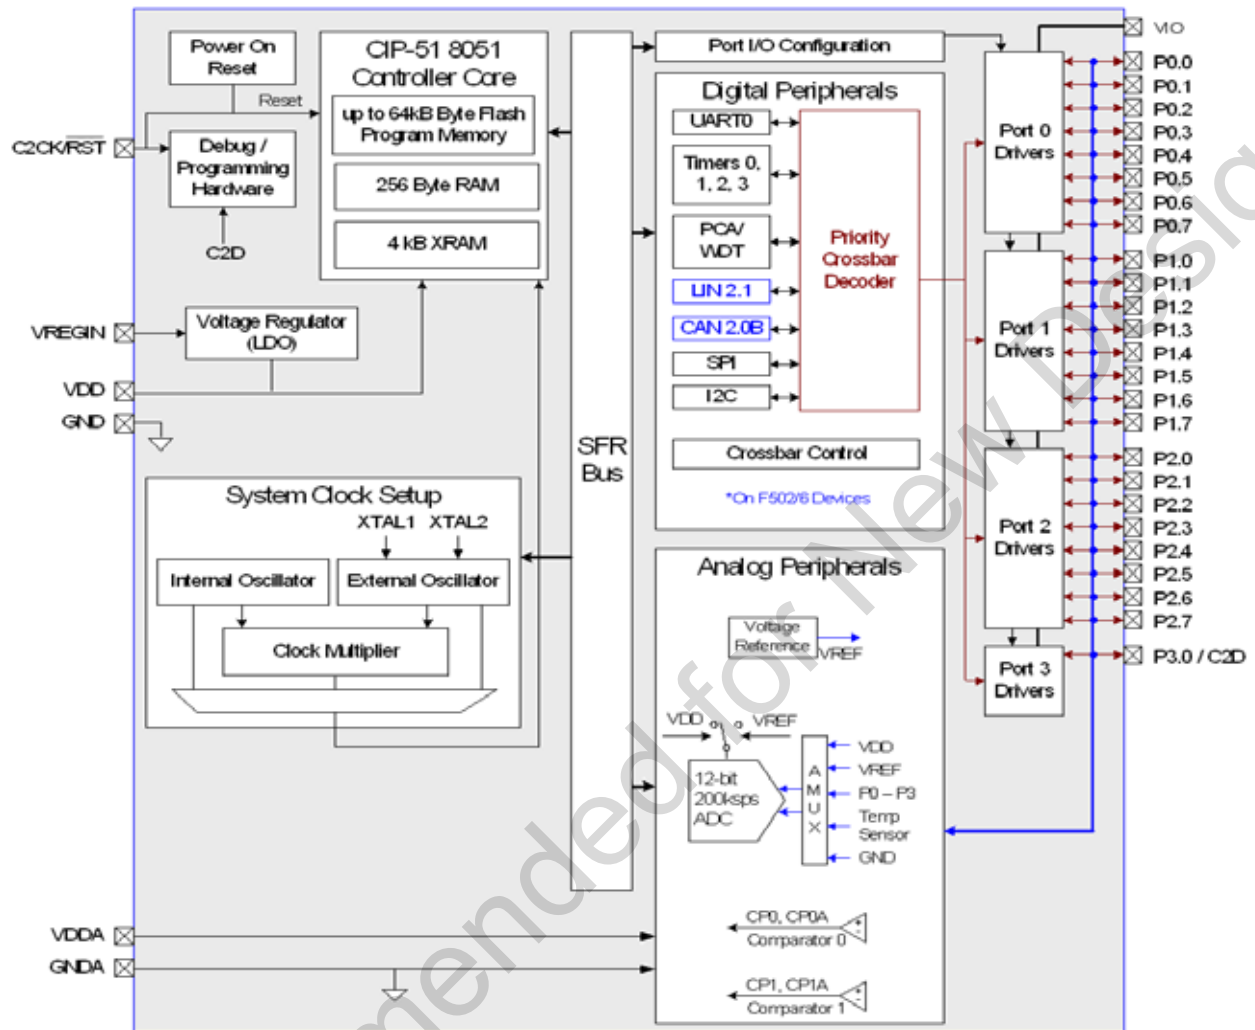 Power On
Reset
Reset
C2CK/RST
Debug /
Programming
Hardware
C2D
CIP-51 8051
Controller Core
up to 64kB Byte Flash
Program Memory
256 Byte RAM
4 kB XRAM
VREGIN
Voltage Regulator
(LDO)
VDD
GND
System Clock Setup
XTAL1 XTAL2
Internal Oscillator
External Oscillator
Clock Multiplier
VDDA
GNDA
SFR
Bus
Port I/O Configuration
Digital Peripherals
UART0
Timers 0,
1, 2, 3
PCA/
WDT
LIN 2.1
CAN 2.0B
SPI
I2C
Priority
Crossbar
Decoder
Crossbar Control
*On F502/6 Devices
Analog Peripherals
Voltage
Reference
VREF
VDD
VREF
12-bit
200ksps
ADC
AMUX
VDD
VREF
P0 – P3
Temp
Sensor
GND
CP0, CP0A
Comparator 0
CP1, CP1A
Comparator 1
Port 0
Drivers
Port 1
Drivers
Port 2
Drivers
Port 3
Drivers
VIO
P0.0
P0.1
P0.2
P0.3
P0.4
P0.5
P0.6
P0.7
P1.0
P1.1
P1.2
P1.3
P1.4
P1.5
P1.6
P1.7
P2.0
P2.1
P2.2
P2.3
P2.4
P2.5
P2.6
P2.7
P3.0 / C2D
mended for New Desig